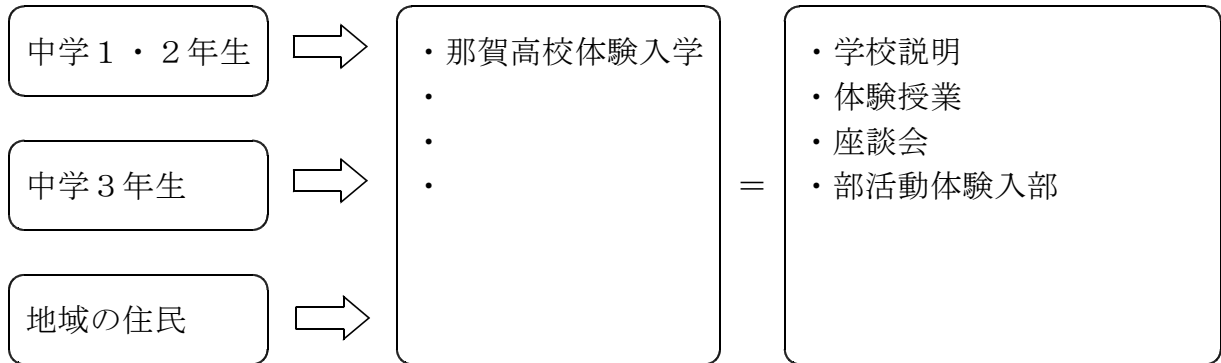 中学１・２年生
中学３年生
地域の住民
・那賀高校体験入学
・
・
・
＝
・学校説明
・体験授業
・座談会
・部活動体験入部